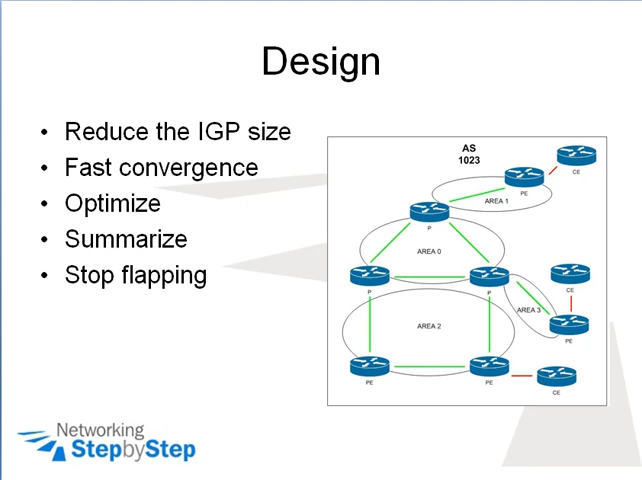 Design
• Reduce the IGP size
• Fast convergence
• Optimize
• Summarize
• Stop flapping
AS
1023
CE
PE
AREA 1
P
AREA 0
P
P
CE
AREA 3
PE
AREA 2
PE
PE
CE
Networking
StepbyStep